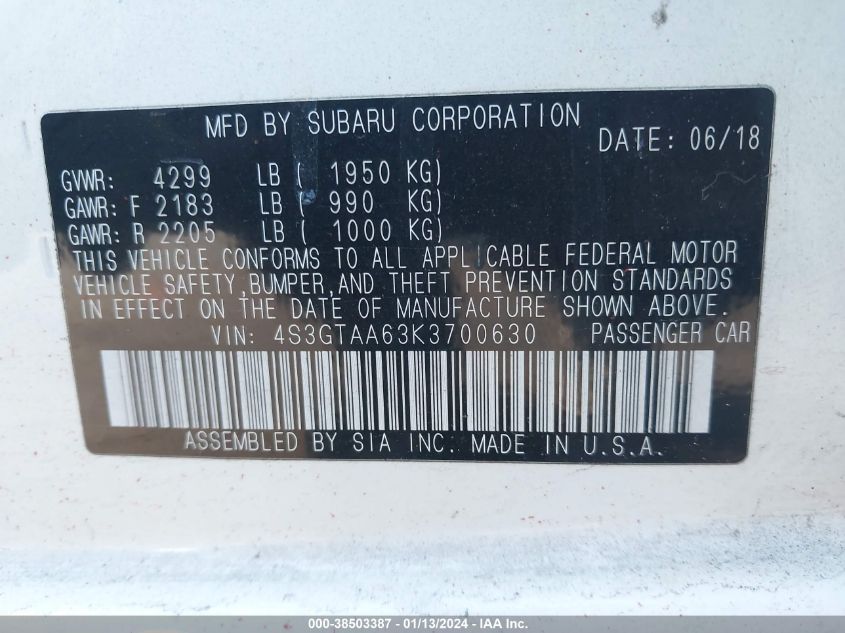 MFD BY SUBARU CORPORATION
DATE: 06/18
GVWR: 4299 LB ( 1950 KG)
GAWR: F 2183 LB ( 990 KG)
GAWR: R 2205 LB ( 1000 KG)
THIS VEHICLE CONFORMS TO ALL APPLICABLE FEDERAL MOTOR
VEHICLE SAFETY,BUMPER,AND THEFT PREVENTION STANDARDS
IN EFFECT ON THE DATE OF MANUFACTURE SHOWN ABOVE.
VIN: 4S3GTAA63K3700630 PASSENGER CAR
ASSEMBLED BY SIA INC. MADE IN U.S.A.
000-38503387 - 01/13/2024 - IAA Inc.